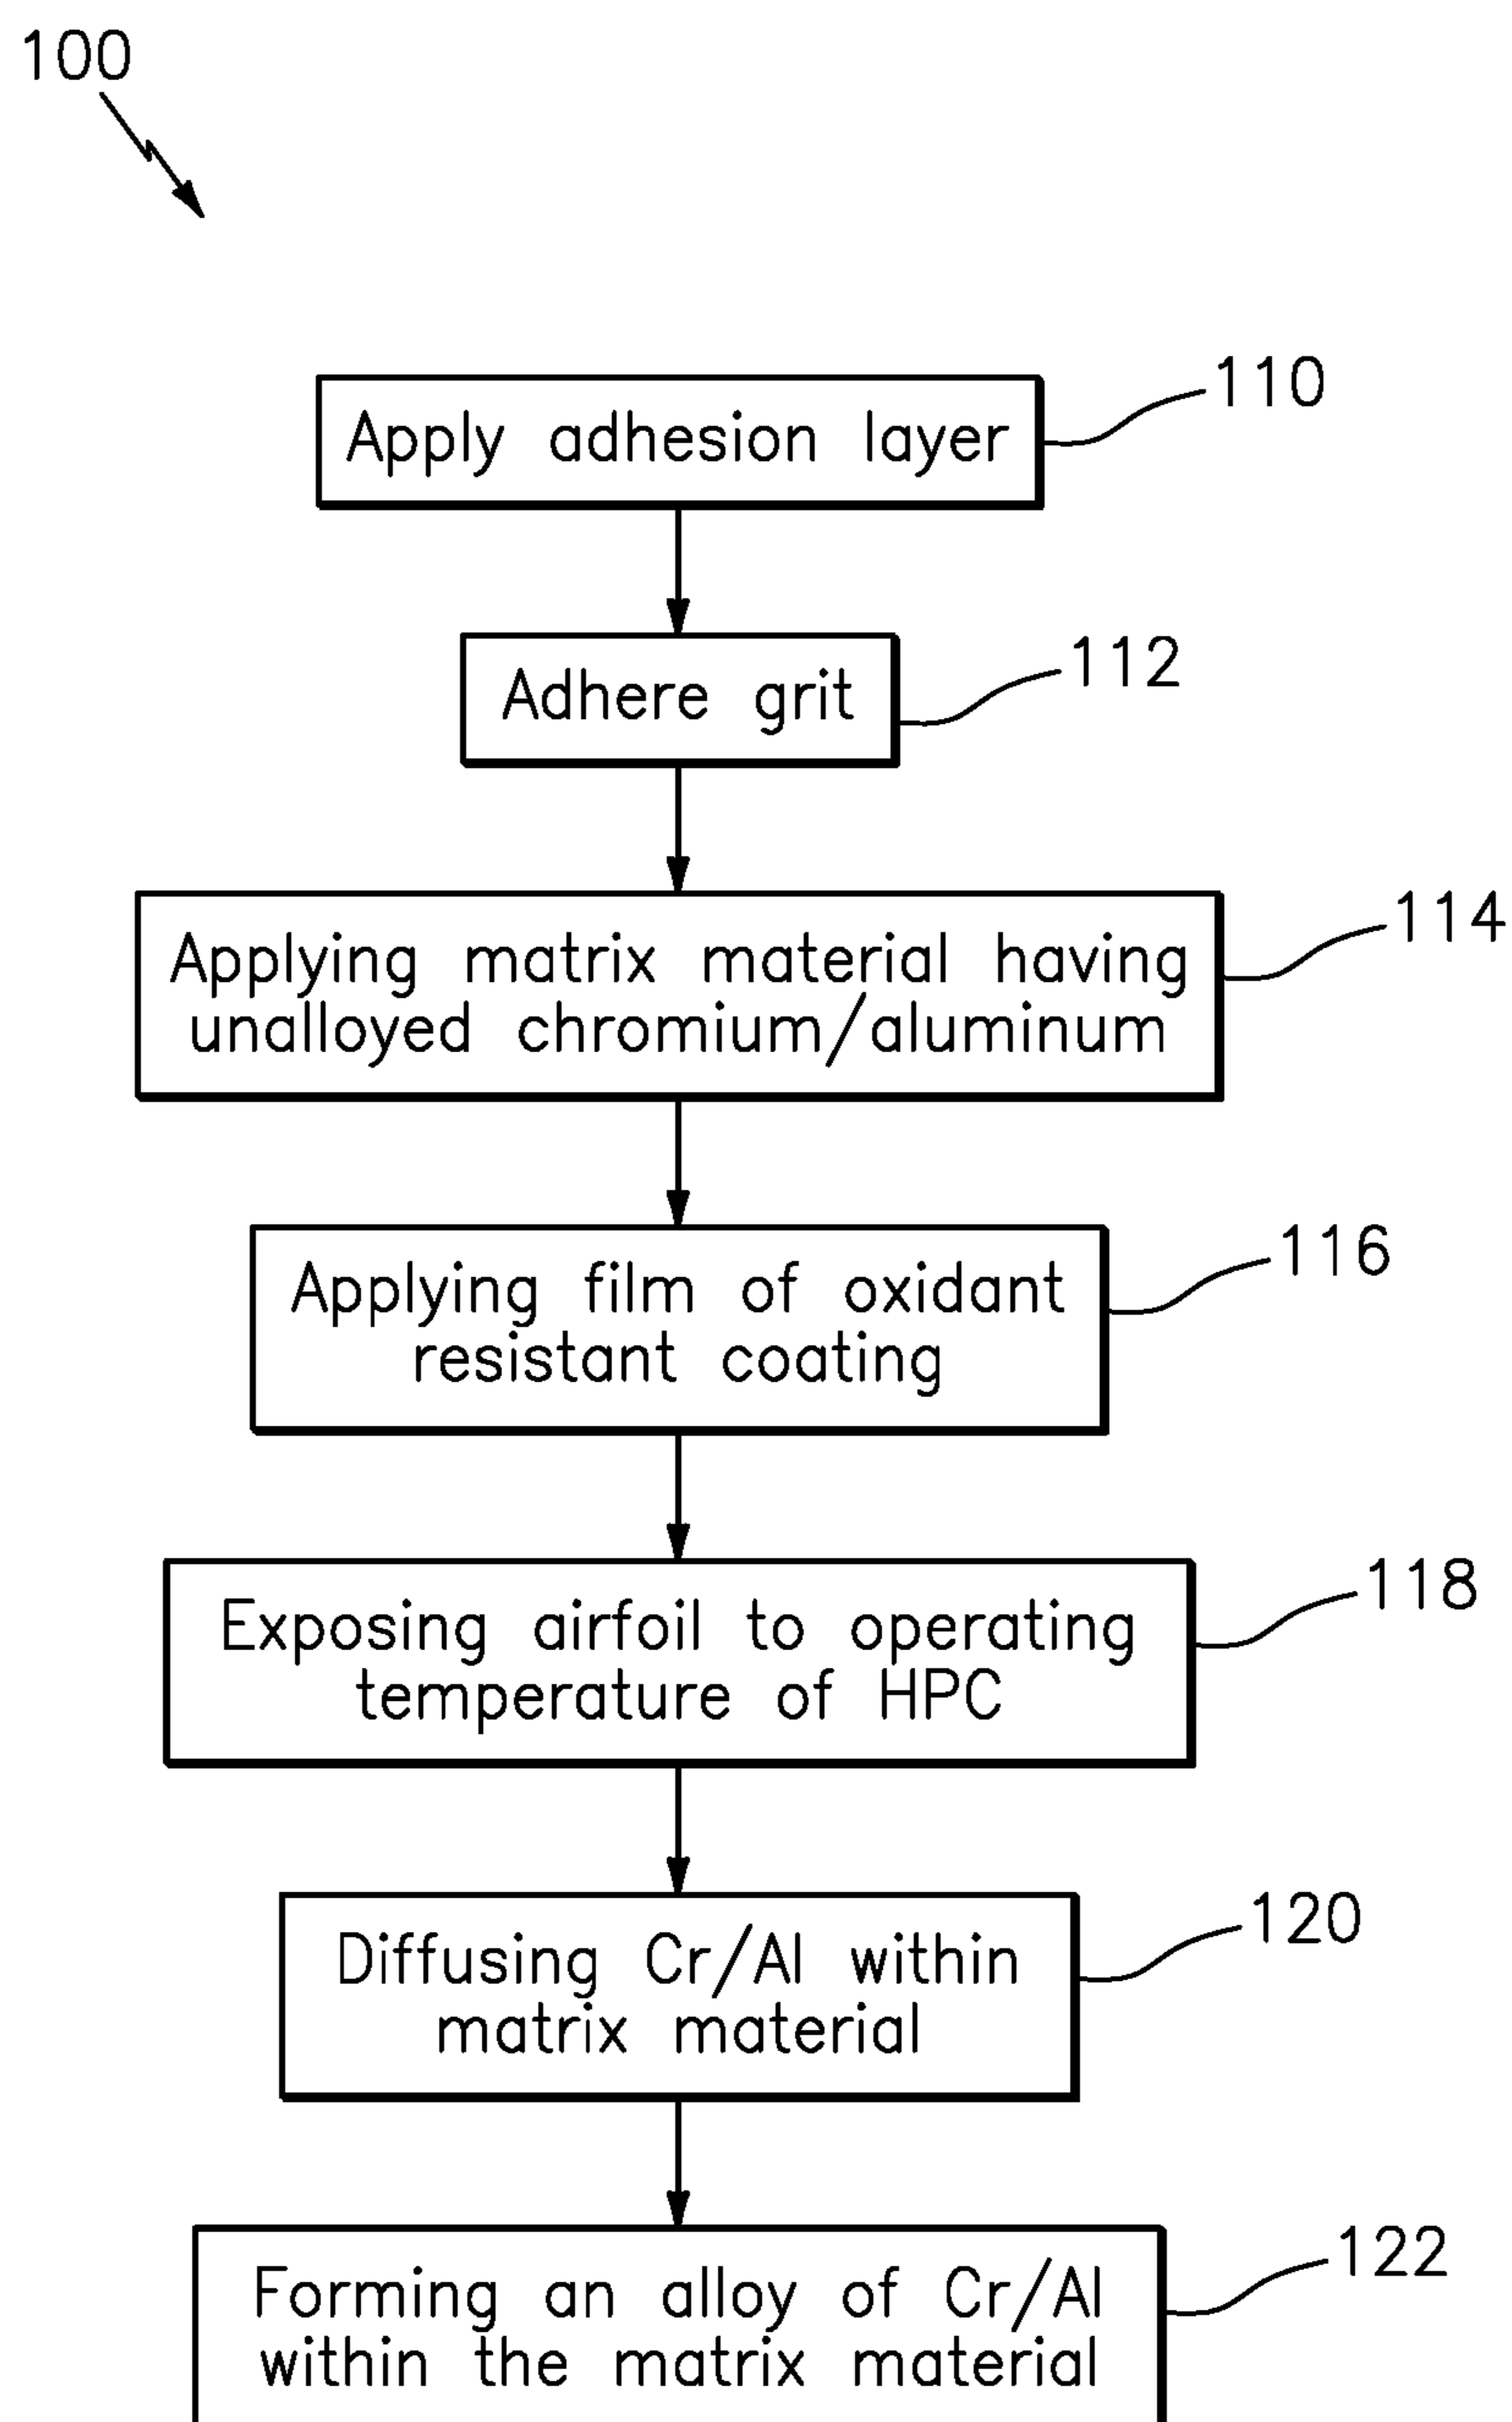 100
Apply adhesion layer
110
Adhere grit
112
Applying matrix material having
unalloyed chromium/aluminum
114
Applying film of oxidant
resistant coating
116
Exposing airfoil to operating
temperature of HPC
118
Diffusing Cr/Al within
matrix material
120
Forming an alloy of Cr/Al
within the matrix material
122